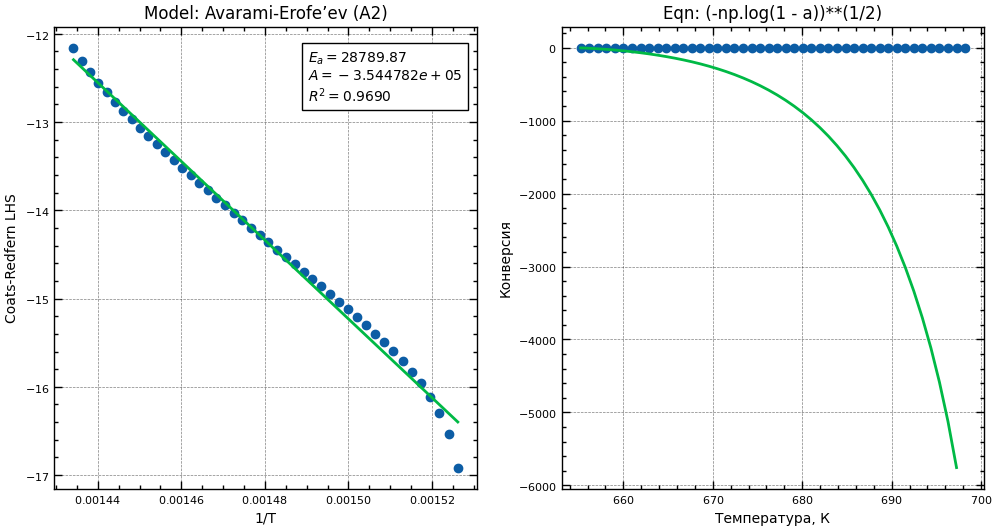 Model: Avarami-Erofe’ev (A2)
E_a = 28789.87
A = −3.544782e + 05
R² = 0.9690
−12
−13
−14
−15
−16
−17
Coats-Redfern LHS
0.00144
0.00146
0.00148
0.00150
0.00152
1/T
Eqn: (-np.log(1 - a))**(1/2)
0
−1000
−2000
−3000
−4000
−5000
−6000
Конверсия
660
670
680
690
700
Температура, К